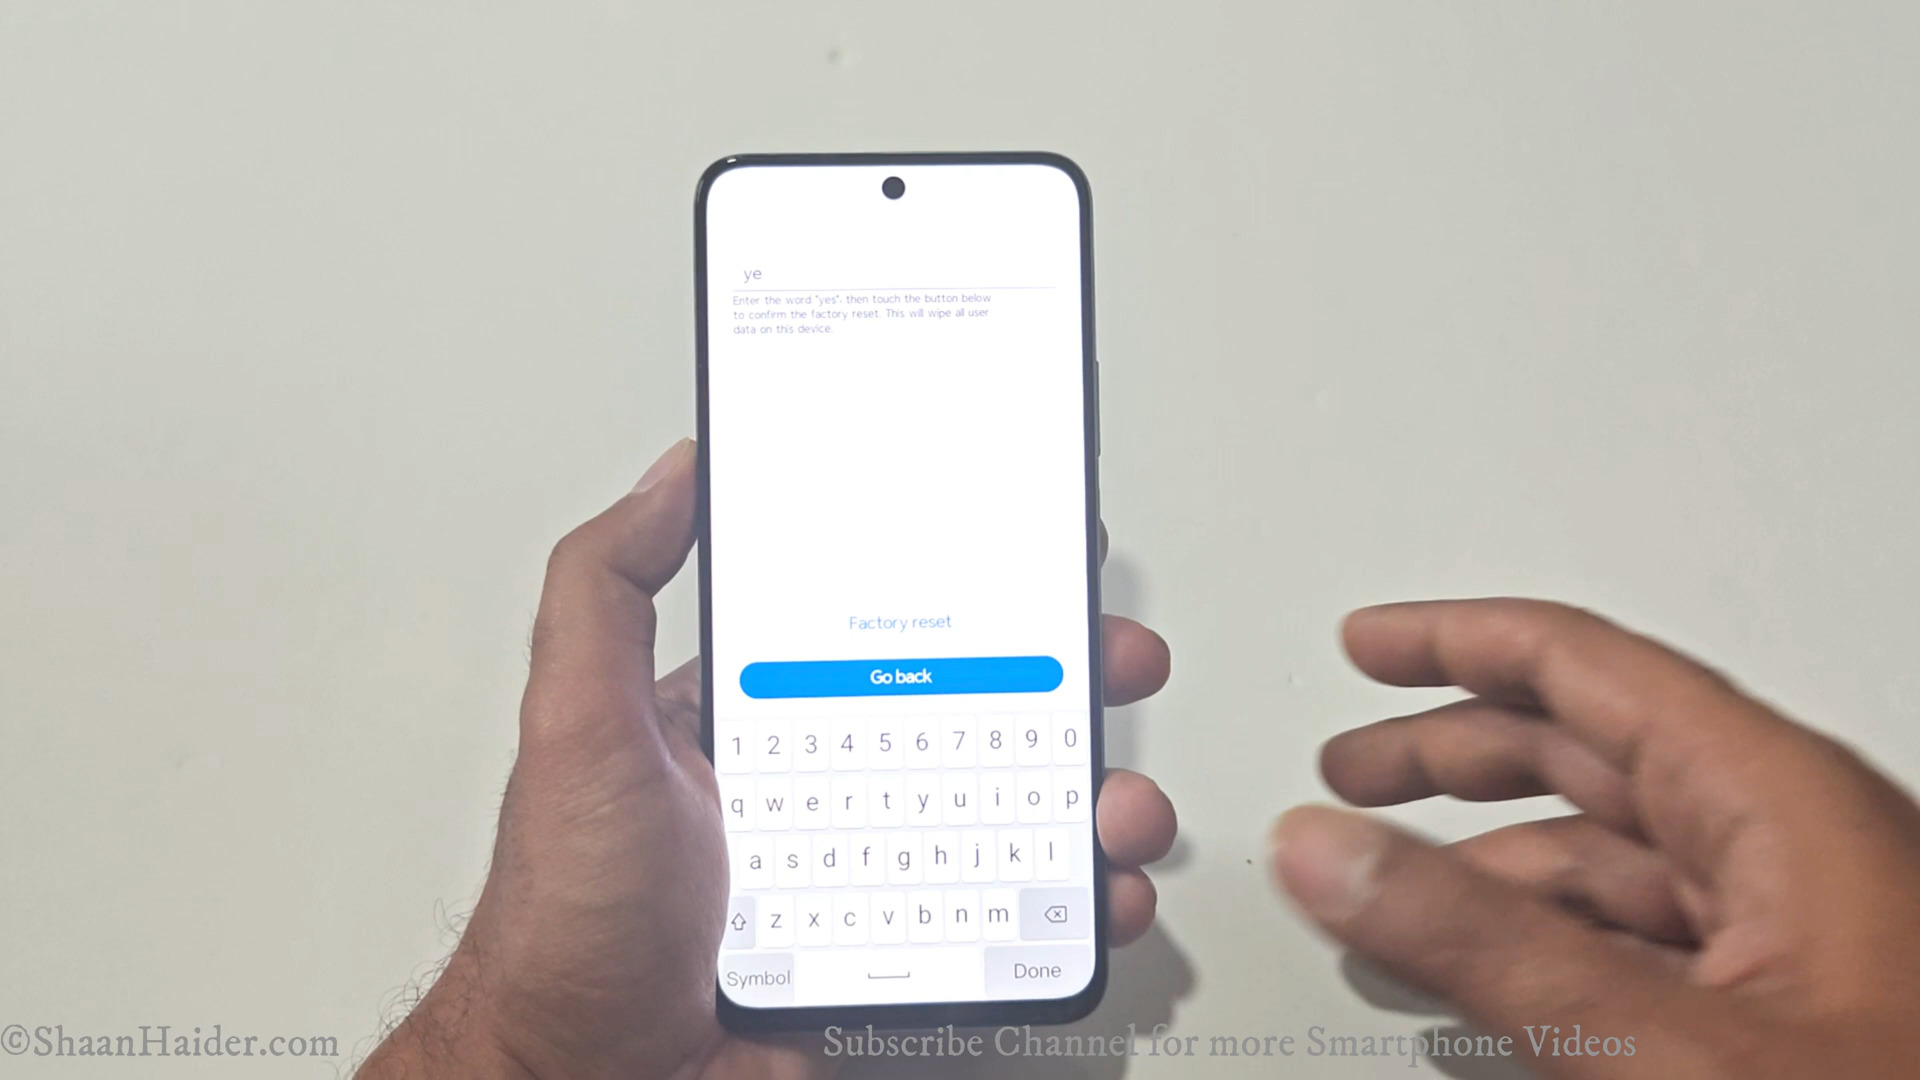 ye
Enter the word "yes", then touch the button below
to confirm the factory reset. This will wipe all user
data on this device.
Factory reset
Go back
1 2 3 4 5 6 7 8 9 0
q w e r t y u i o p
a s d f g h j k l
z x c v b n m
Symbol Done
©ShaanHaider.com
Subscribe Channel for more Smartphone Videos